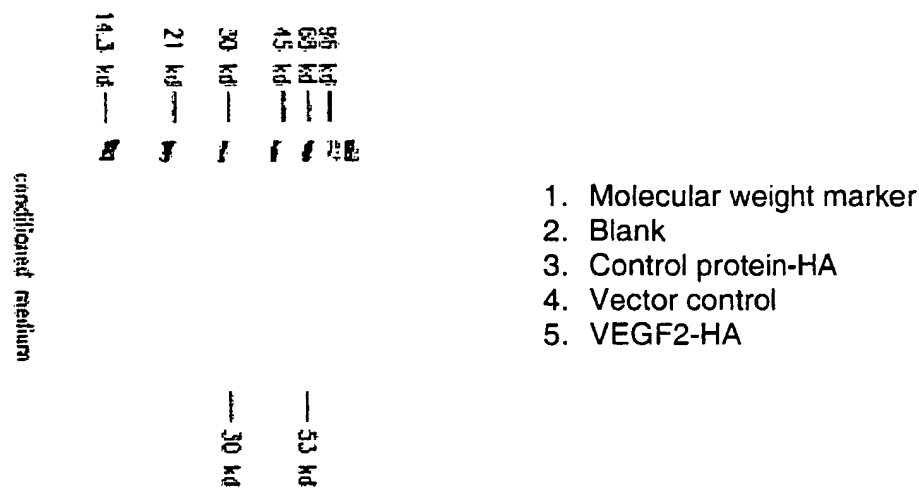 96 kd
69 kd
45 kd
30 kd
21 kd
14.3 kd
53 kd
30 kd
conditioned medium
1. Molecular weight marker
2. Blank
3. Control protein-HA
4. Vector control
5. VEGF2-HA